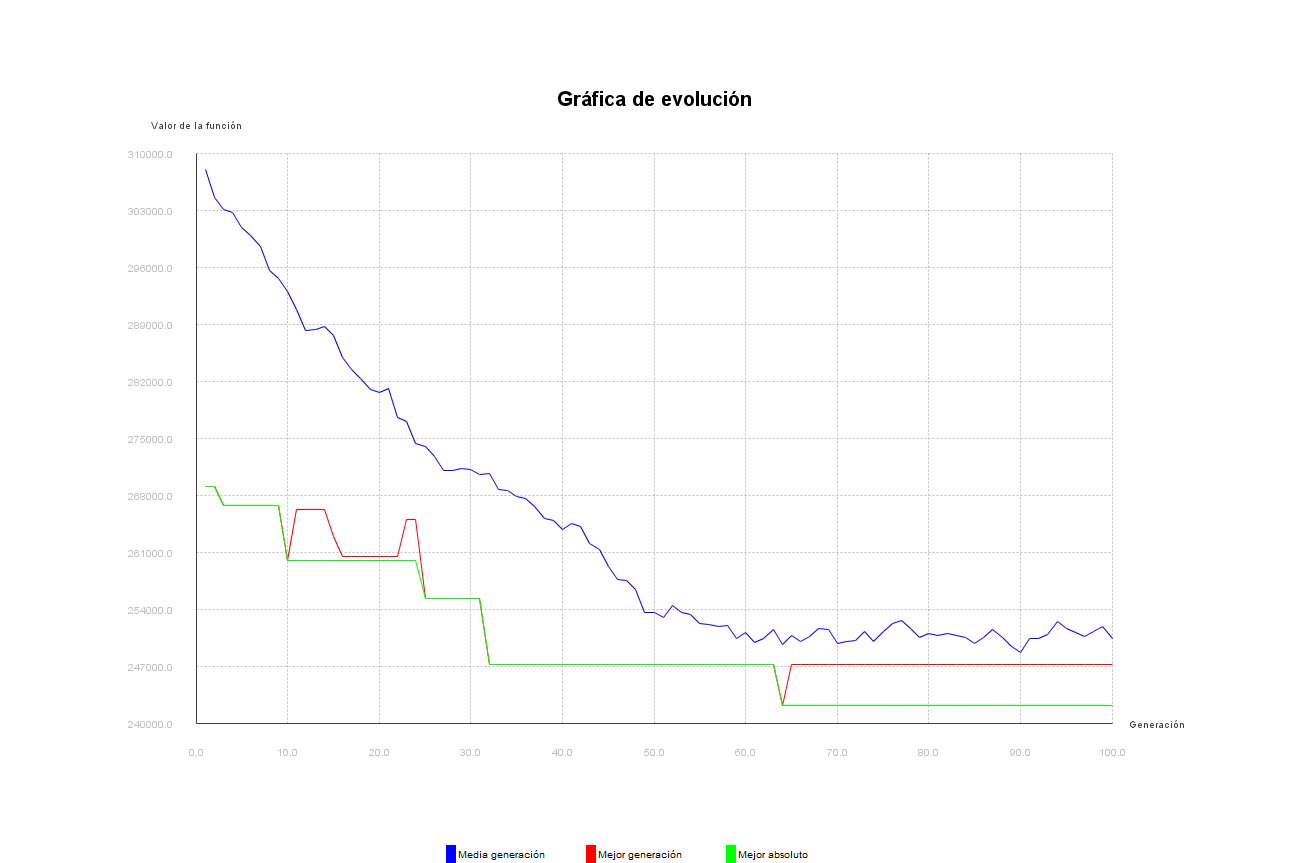 Gráfica de evolución
Valor de la función
310000.0
303000.0
296000.0
289000.0
282000.0
275000.0
268000.0
261000.0
254000.0
247000.0
240000.0
Generación
0.0 10.0 20.0 30.0 40.0 50.0 60.0 70.0 80.0 90.0 100.0
Media generación Mejor generación Mejor absoluto